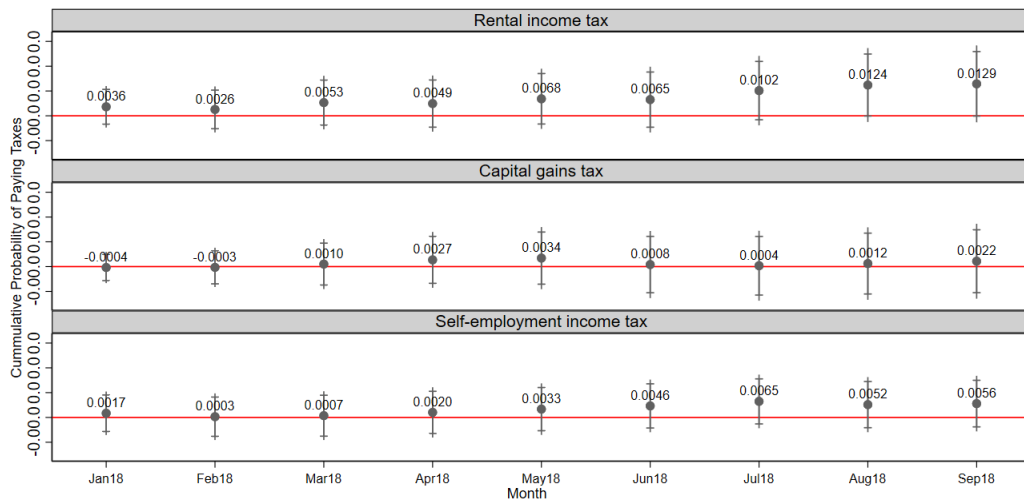 Rental income tax
0.0036 0.0026 0.0053 0.0049 0.0068 0.0065 0.0102 0.0124 0.0129
Capital gains tax
-0.0004 -0.0003 0.0010 0.0027 0.0034 0.0008 0.0004 0.0012 0.0022
Self-employment income tax
0.0017 0.0003 0.0007 0.0020 0.0033 0.0046 0.0065 0.0052 0.0056
Cummulative Probability of Paying Taxes
Jan18 Feb18 Mar18 Apr18 May18 Jun18 Jul18 Aug18 Sep18
Month